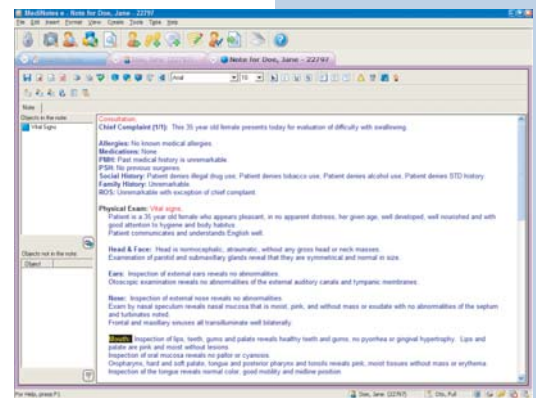 MediNotes e - Note for Doe, Jane - 22797
File Edit Insert Format View Create Tools Type Help
Doe, Jane - 22797 Note for Doe, Jane - 22797
Arial 10
Note
Objects in the note
Vital Signs
Objects not in the note
Object
Consultation:
Chief Complaint (1/1): This 35 year old female presents today for evaluation of difficulty with swallowing.
Allergies: No known medical allergies.
Medications: None
PMH: Past medical history is unremarkable.
PSH: No previous surgeries.
Social History: Patient denies illegal drug use. Patient denies tobacco use. Patient denies alcohol use. Patient denies STD history.
Family History: Unremarkable.
ROS: Unremarkable with exception of chief complaint.
Physical Exam: Vital signs:
Patient is a 35 year old female who appears pleasant, in no apparent distress, her given age, well developed, well nourished and with
good attention to hygiene and body habitus.
Patient communicates and understands English well.
Head & Face: Head is normocephalic, atraumatic, without any gross head or neck masses.
Examination of parotid and submaxillary glands reveal that they are symmetrical and normal in size.
Ears: Inspection of external ears reveals no abnormalities.
Otoscopic examination reveals no abnormalities of the external auditory canals and tympanic membranes.
Nose: Inspection of external nose reveals no abnormalities.
Exam by nasal speculum reveals nasal mucosa that is moist, pink, and without mass or exudate with no abnormalities of the septum
and turbinates noted.
Frontal and maxillary sinuses all transilluminate well bilaterally.
Mouth: Inspection of lips, teeth, gums and palate reveals healthy teeth and gums, no pyorrhea or gingival hypertrophy. Lips and
palate are pink and moist without lesions.
Inspection of oral mucosa reveals no pallor or cyanosis.
Oropharynx, hard and soft palate, tongue and posterior pharynx and tonsils reveals pink, moist tissues without mass or erythema.
Inspection of the tongue reveals normal color, good mobility and midline position.
For Help, press F1
Doe, Jane (22797) Otto, Full